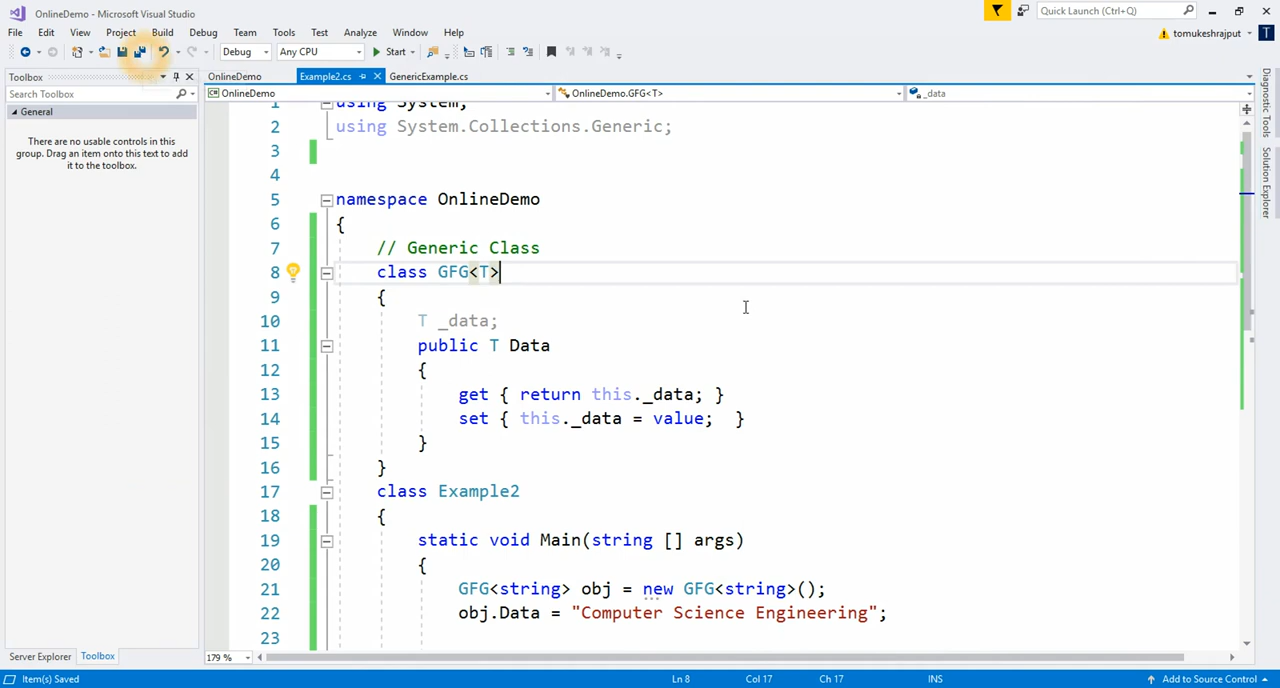 OnlineDemo - Microsoft Visual Studio
Quick Launch (Ctrl+Q)
File Edit View Project Build Debug Team Tools Test Analyze Window Help
tomukeshrajput
T
Debug Any CPU Start
Toolbox
OnlineDemo Example2.cs GenericExample.cs
Search Toolbox
OnlineDemo OnlineDemo.GFG<T> _data
General
There are no usable controls in this
group. Drag an item onto this text to add
it to the toolbox.
1 using System;
2 using System.Collections.Generic;
3
4
5 namespace OnlineDemo
6 {
7 // Generic Class
8 class GFG<T>
9 {
10 T _data;
11 public T Data
12 {
13 get { return this._data; }
14 set { this._data = value;  }
15 }
16 }
17 class Example2
18 {
19 static void Main(string [] args)
20 {
21 GFG<string> obj = new GFG<string>();
22 obj.Data = "Computer Science Engineering";
23
Diagnostic Tools
Solution Explorer
Server Explorer Toolbox
179 %
Item(s) Saved Ln 8 Col 17 Ch 17 INS Add to Source Control